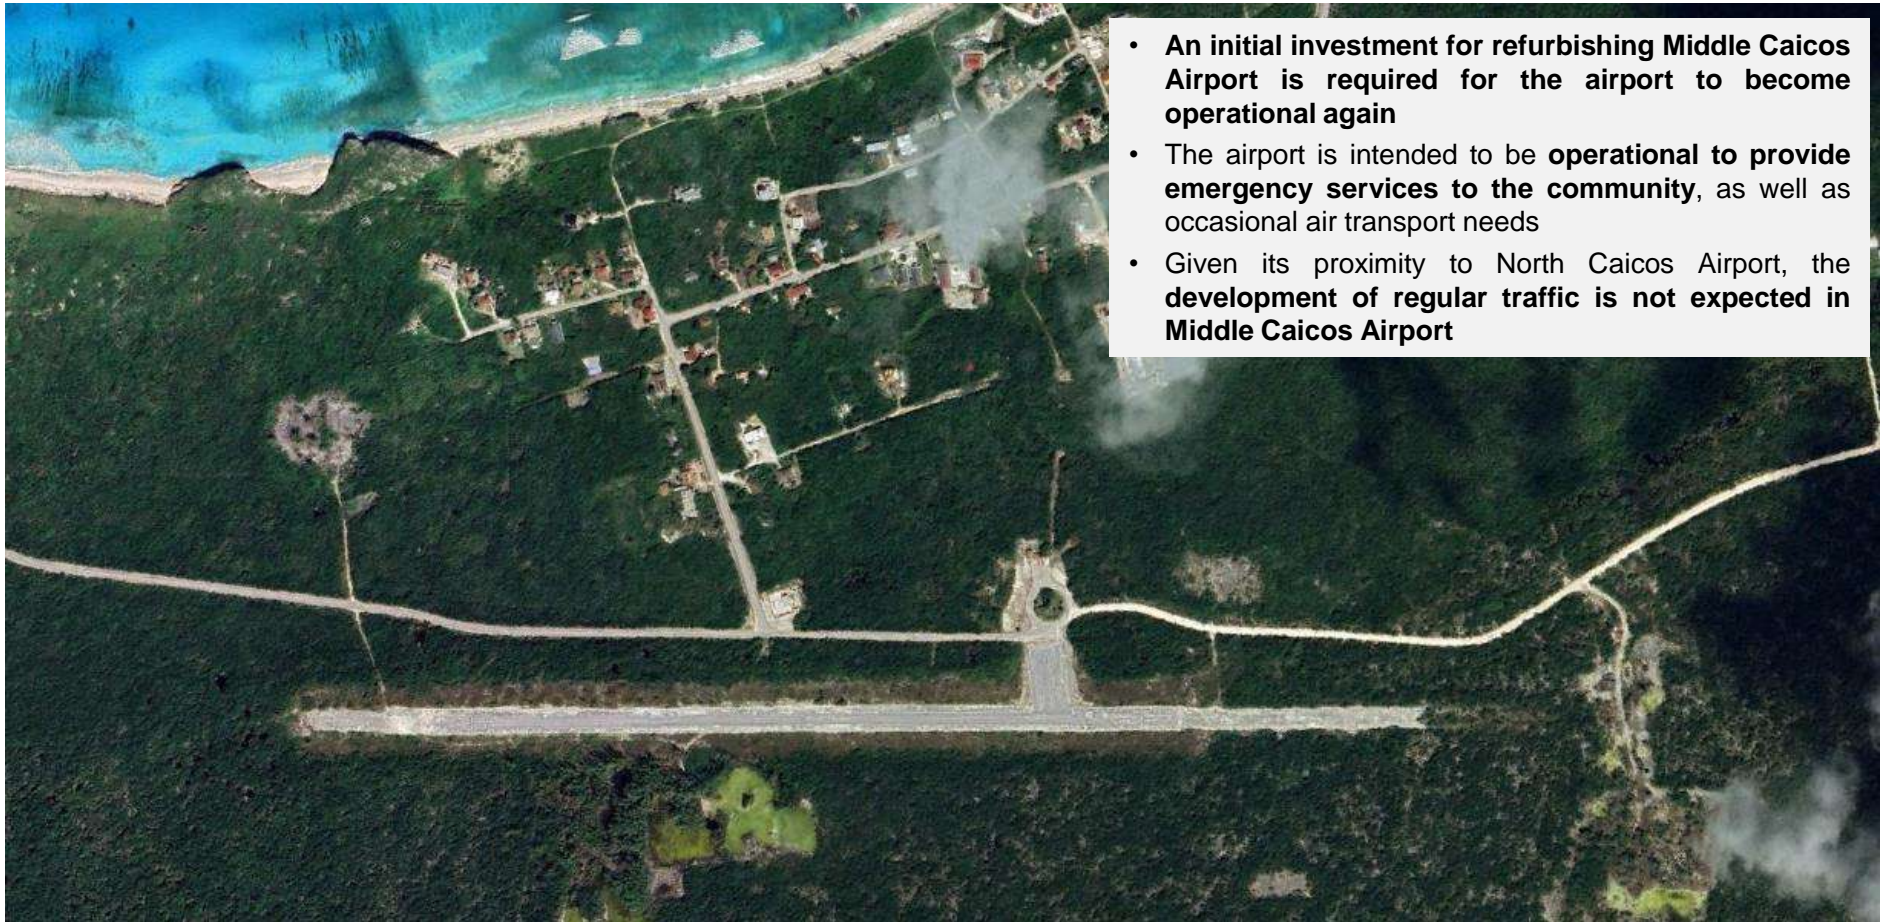 • An initial investment for refurbishing Middle Caicos
Airport is required for the airport to become
operational again
• The airport is intended to be operational to provide
emergency services to the community, as well as
occasional air transport needs
• Given its proximity to North Caicos Airport, the
development of regular traffic is not expected in
Middle Caicos Airport